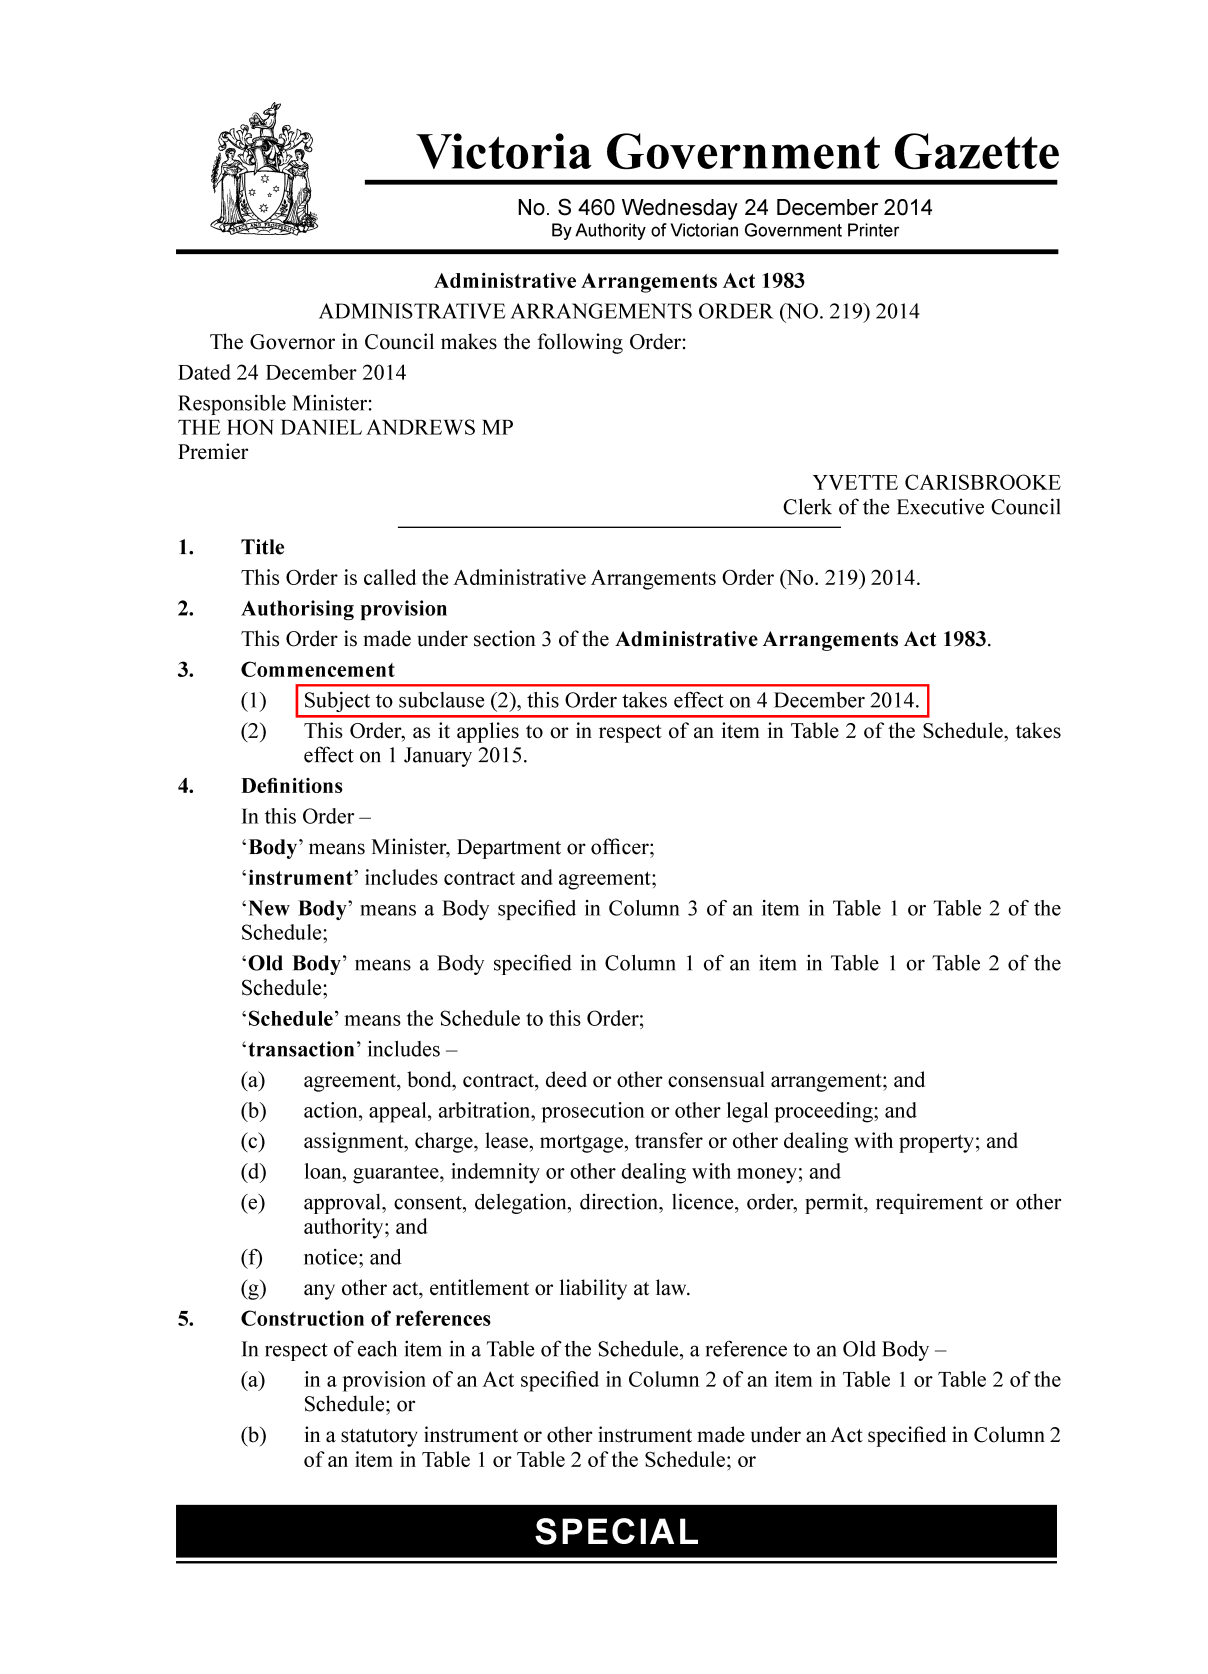 Victoria Government Gazette
No. S 460 Wednesday 24 December 2014
By Authority of Victorian Government Printer
Administrative Arrangements Act 1983
ADMINISTRATIVE ARRANGEMENTS ORDER (NO. 219) 2014
The Governor in Council makes the following Order:
Dated 24 December 2014
Responsible Minister:
THE HON DANIEL ANDREWS MP
Premier
YVETTE CARISBROOKE
Clerk of the Executive Council
1. Title
This Order is called the Administrative Arrangements Order (No. 219) 2014.
2. Authorising provision
This Order is made under section 3 of the Administrative Arrangements Act 1983.
3. Commencement
(1) Subject to subclause (2), this Order takes effect on 4 December 2014.
(2) This Order, as it applies to or in respect of an item in Table 2 of the Schedule, takes
effect on 1 January 2015.
4. Definitions
In this Order –
‘Body’ means Minister, Department or officer;
‘instrument’ includes contract and agreement;
‘New Body’ means a Body specified in Column 3 of an item in Table 1 or Table 2 of the
Schedule;
‘Old Body’ means a Body specified in Column 1 of an item in Table 1 or Table 2 of the
Schedule;
‘Schedule’ means the Schedule to this Order;
‘transaction’ includes –
(a) agreement, bond, contract, deed or other consensual arrangement; and
(b) action, appeal, arbitration, prosecution or other legal proceeding; and
(c) assignment, charge, lease, mortgage, transfer or other dealing with property; and
(d) loan, guarantee, indemnity or other dealing with money; and
(e) approval, consent, delegation, direction, licence, order, permit, requirement or other
authority; and
(f) notice; and
(g) any other act, entitlement or liability at law.
5. Construction of references
In respect of each item in a Table of the Schedule, a reference to an Old Body –
(a) in a provision of an Act specified in Column 2 of an item in Table 1 or Table 2 of the
Schedule; or
(b) in a statutory instrument or other instrument made under an Act specified in Column 2
of an item in Table 1 or Table 2 of the Schedule; or
SPECIAL